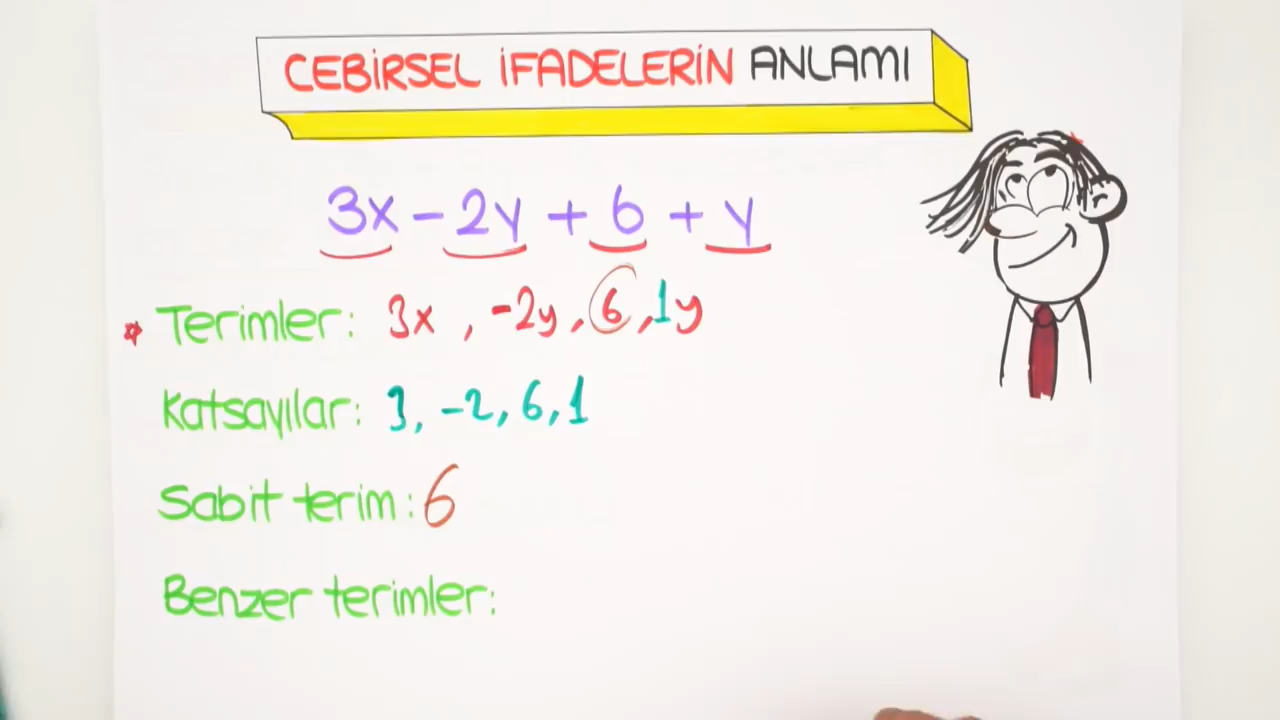 CEBİRSEL İFADELERİN ANLAMI
3x - 2y + 6 + y
* Terimler: 3x, -2y, 6, 1y
Katsayılar: 3, -2, 6, 1
Sabit terim: 6
Benzer terimler: